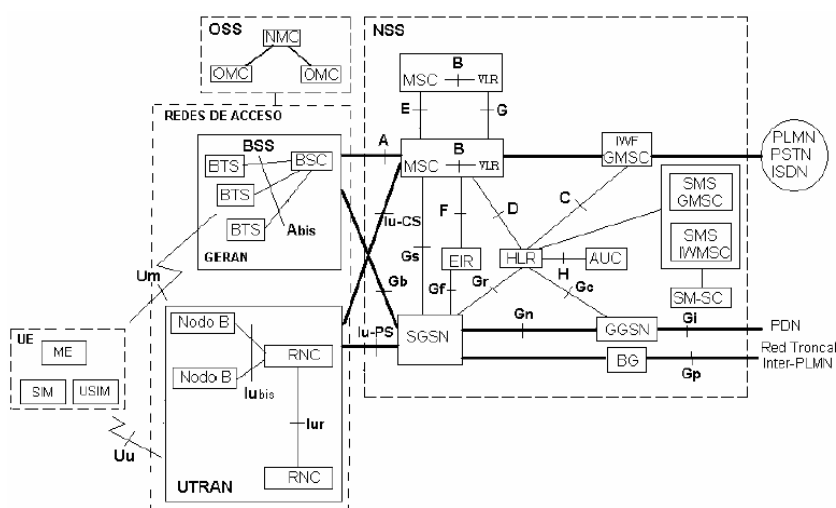 OSS
NMC
OMC
OMC
NSS
B
MSC
VLR
E
G
REDES DE ACCESO
BSS
BTS
BSC
BTS
BTS
Abis
GERAN
A
B
MSC
VLR
IWF
GMSC
PLMN
PSTN
ISDN
Iu-CS
F
D
C
SMS
GMSC
SMS
IWMSC
Gs
EIR
HLR
H
AUC
Um
Gb
Gf
Gr
Gc
SM-SC
UE
ME
SIM
USIM
Uu
Nodo B
RNC
Nodo B
Iubis
Iur
RNC
UTRAN
Iu-PS
SGSN
Gn
GGSN
Gi
PDN
BG
Gp
Red Troncal
Inter-PLMN